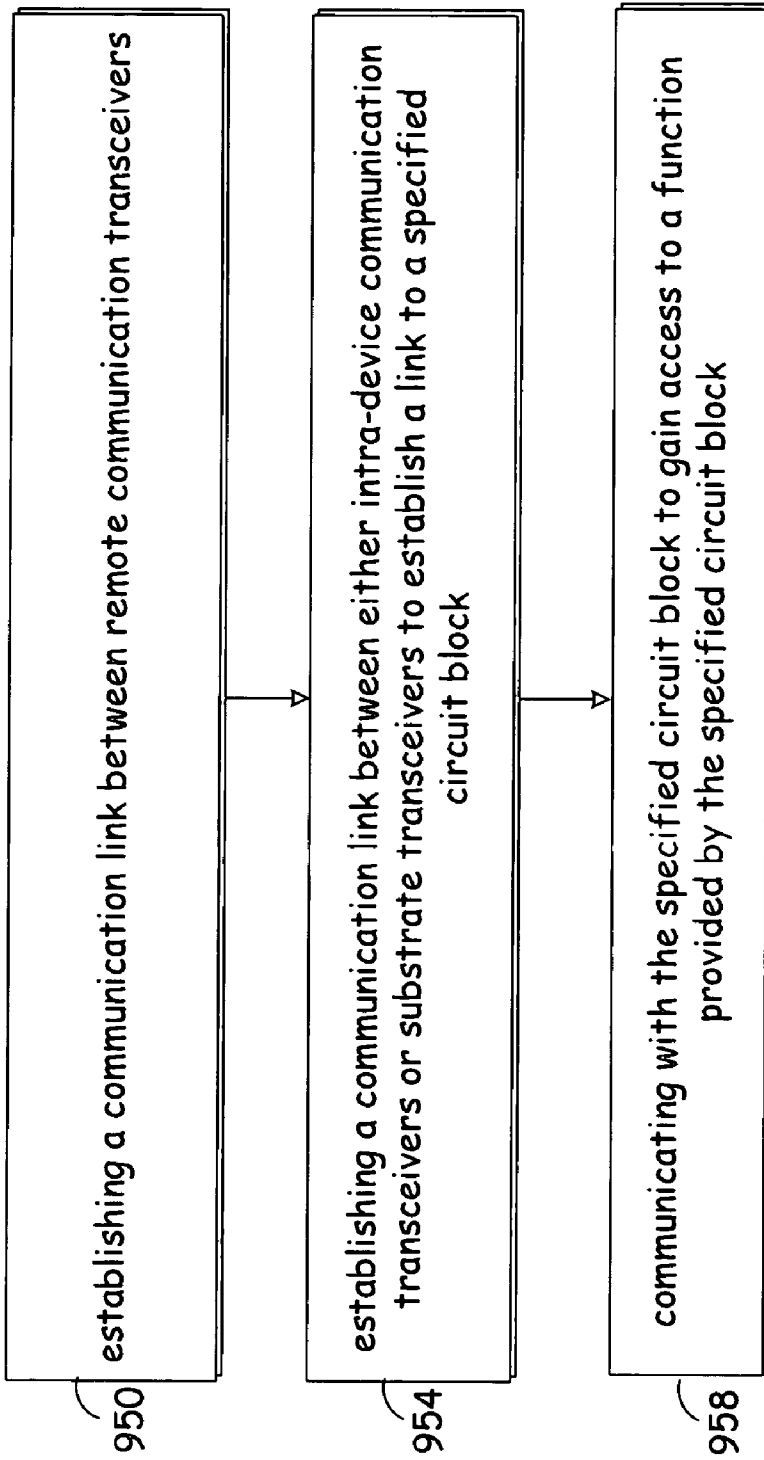 establishing a communication link between remote communication transceivers
950
establishing a communication link between either intra-device communication
transceivers or substrate transceivers to establish a link to a specified
circuit block
954
communicating with the specified circuit block to gain access to a function
provided by the specified circuit block
958